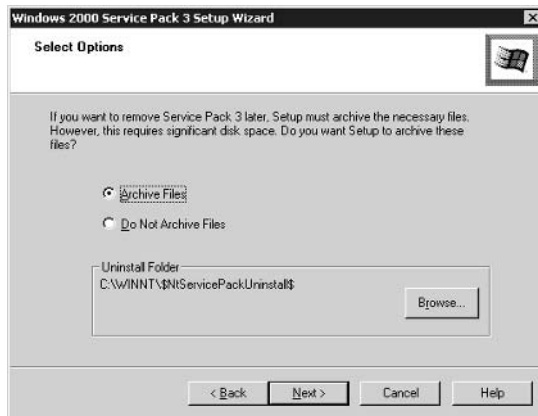 Windows 2000 Service Pack 3 Setup Wizard
Select Options
If you want to remove Service Pack 3 later, Setup must archive the necessary files.
However, this requires significant disk space. Do you want Setup to archive these
files?
Archive Files
Do Not Archive Files
Uninstall Folder
C:\WINNT\$NtServicePackUninstall$
Browse...
< Back
Next >
Cancel
Help